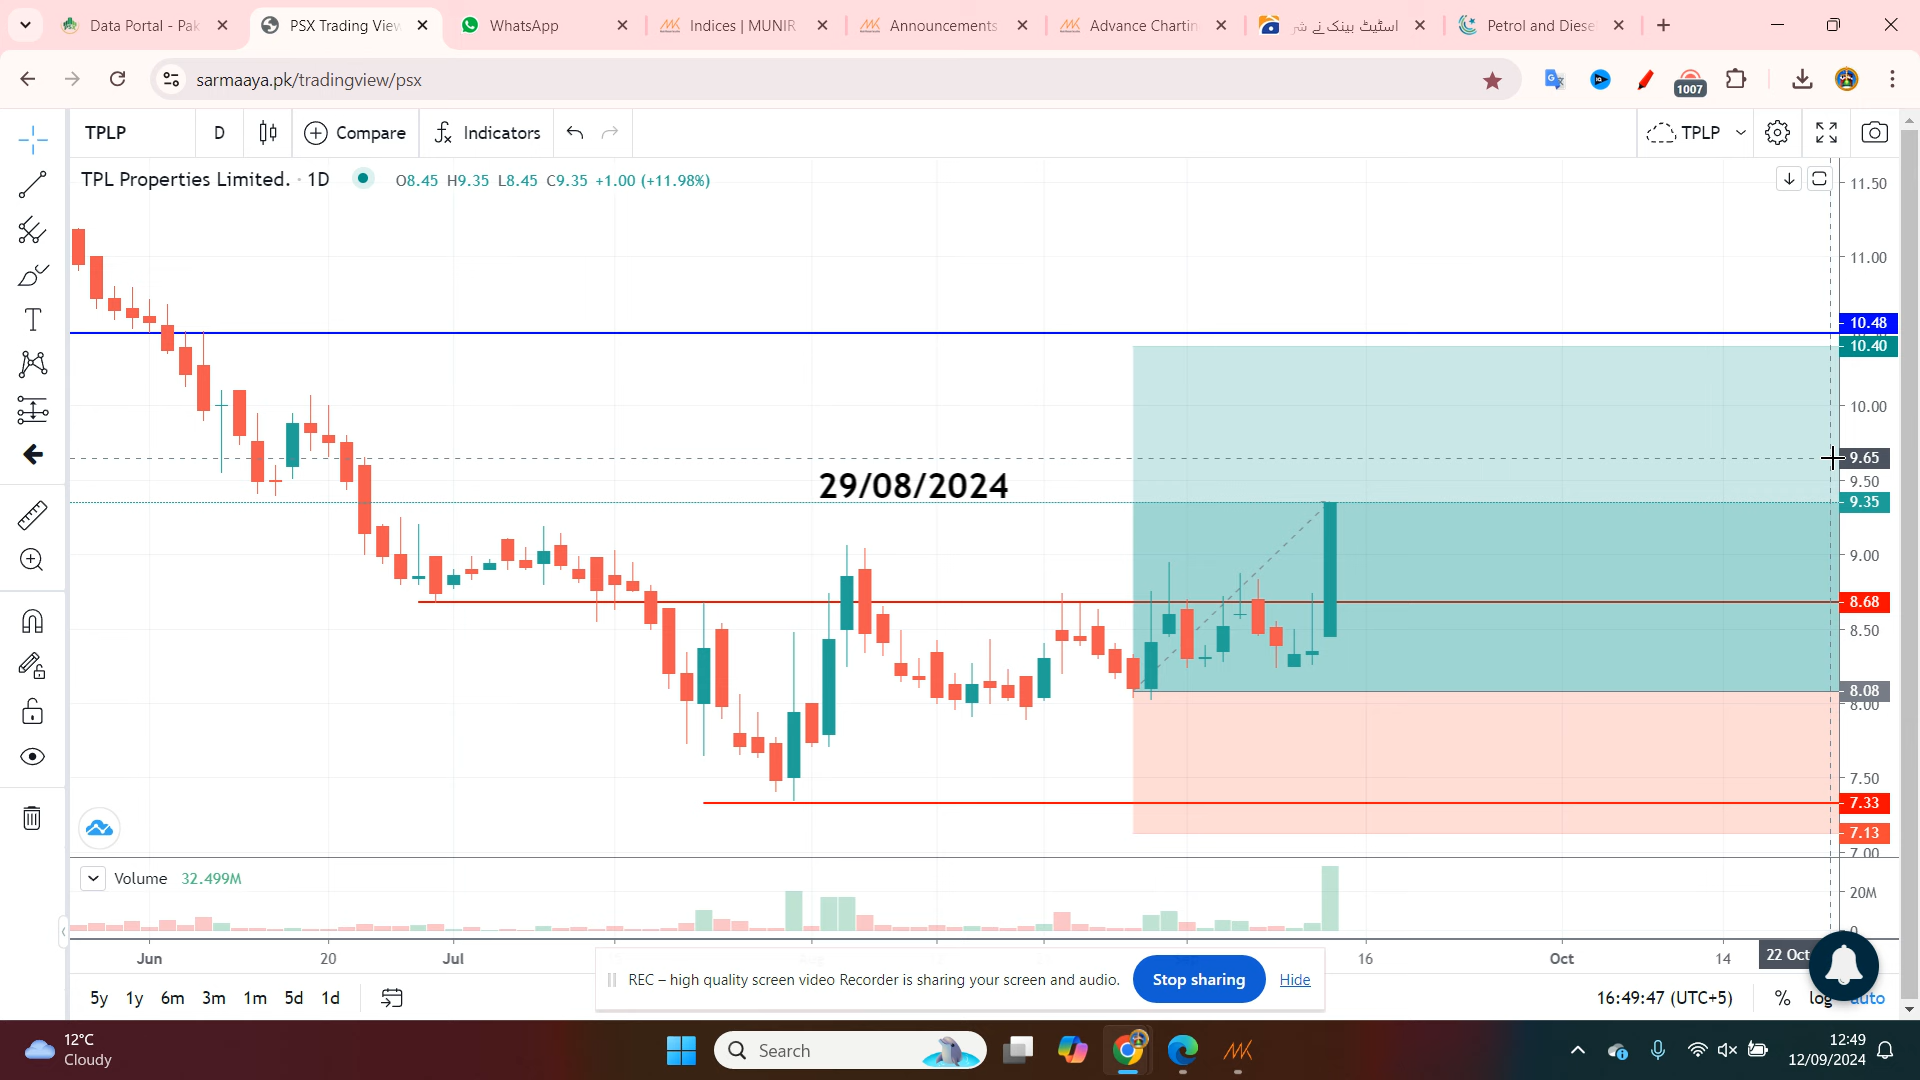 Data Portal - Pak
PSX Trading View
WhatsApp
Indices | MUNIR
Announcements
Advance Chartin
اسٹیٹ بینک نے شر
Petrol and Diese
sarmaaya.pk/tradingview/psx
1007
TPLP
D
Compare
Indicators
TPLP
TPL Properties Limited. · 1D
O8.45 H9.35 L8.45 C9.35 +1.00 (+11.98%)
11.50
11.00
10.48
10.40
10.00
9.65
9.50
9.35
29/08/2024
9.00
8.68
8.50
8.08
8.00
7.50
7.33
7.13
7.00
Volume 32.499M
20M
0
Jun
20
Jul
16
Oct
14
22 Oct
REC – high quality screen video Recorder is sharing your screen and audio.
Stop sharing
Hide
5y 1y 6m 3m 1m 5d 1d
16:49:47 (UTC+5)
%
log
auto
12°C
Cloudy
Search
12:49
12/09/2024